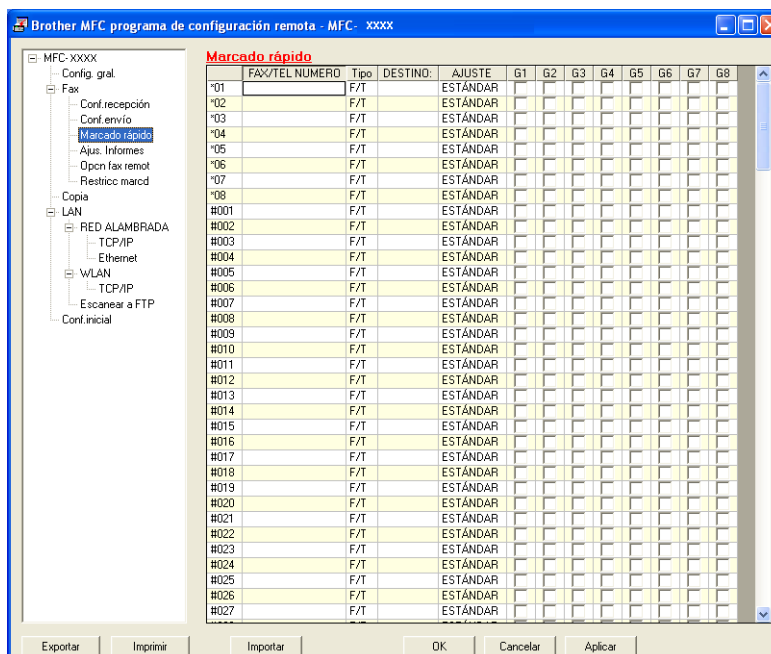 Brother MFC programa de configuración remota - MFC- XXXX
MFC-XXXX
Config. gral.
Fax
Conf.recepción
Conf.envío
Marcado rápido
Ajus. Informes
Opcn fax remot
Restricc marcd
Copia
LAN
RED ALAMBRADA
TCP/IP
Ethernet
WLAN
TCP/IP
Escanear a FTP
Conf.inicial
Marcado rápido
FAX/TEL NUMERO Tipo DESTINO: AJUSTE G1 G2 G3 G4 G5 G6 G7 G8
*01 F/T ESTÁNDAR
*02 F/T ESTÁNDAR
*03 F/T ESTÁNDAR
*04 F/T ESTÁNDAR
*05 F/T ESTÁNDAR
*06 F/T ESTÁNDAR
*07 F/T ESTÁNDAR
*08 F/T ESTÁNDAR
#001 F/T ESTÁNDAR
#002 F/T ESTÁNDAR
#003 F/T ESTÁNDAR
#004 F/T ESTÁNDAR
#005 F/T ESTÁNDAR
#006 F/T ESTÁNDAR
#007 F/T ESTÁNDAR
#008 F/T ESTÁNDAR
#009 F/T ESTÁNDAR
#010 F/T ESTÁNDAR
#011 F/T ESTÁNDAR
#012 F/T ESTÁNDAR
#013 F/T ESTÁNDAR
#014 F/T ESTÁNDAR
#015 F/T ESTÁNDAR
#016 F/T ESTÁNDAR
#017 F/T ESTÁNDAR
#018 F/T ESTÁNDAR
#019 F/T ESTÁNDAR
#020 F/T ESTÁNDAR
#021 F/T ESTÁNDAR
#022 F/T ESTÁNDAR
#023 F/T ESTÁNDAR
#024 F/T ESTÁNDAR
#025 F/T ESTÁNDAR
#026 F/T ESTÁNDAR
#027 F/T ESTÁNDAR
Exportar Imprimir Importar OK Cancelar Aplicar